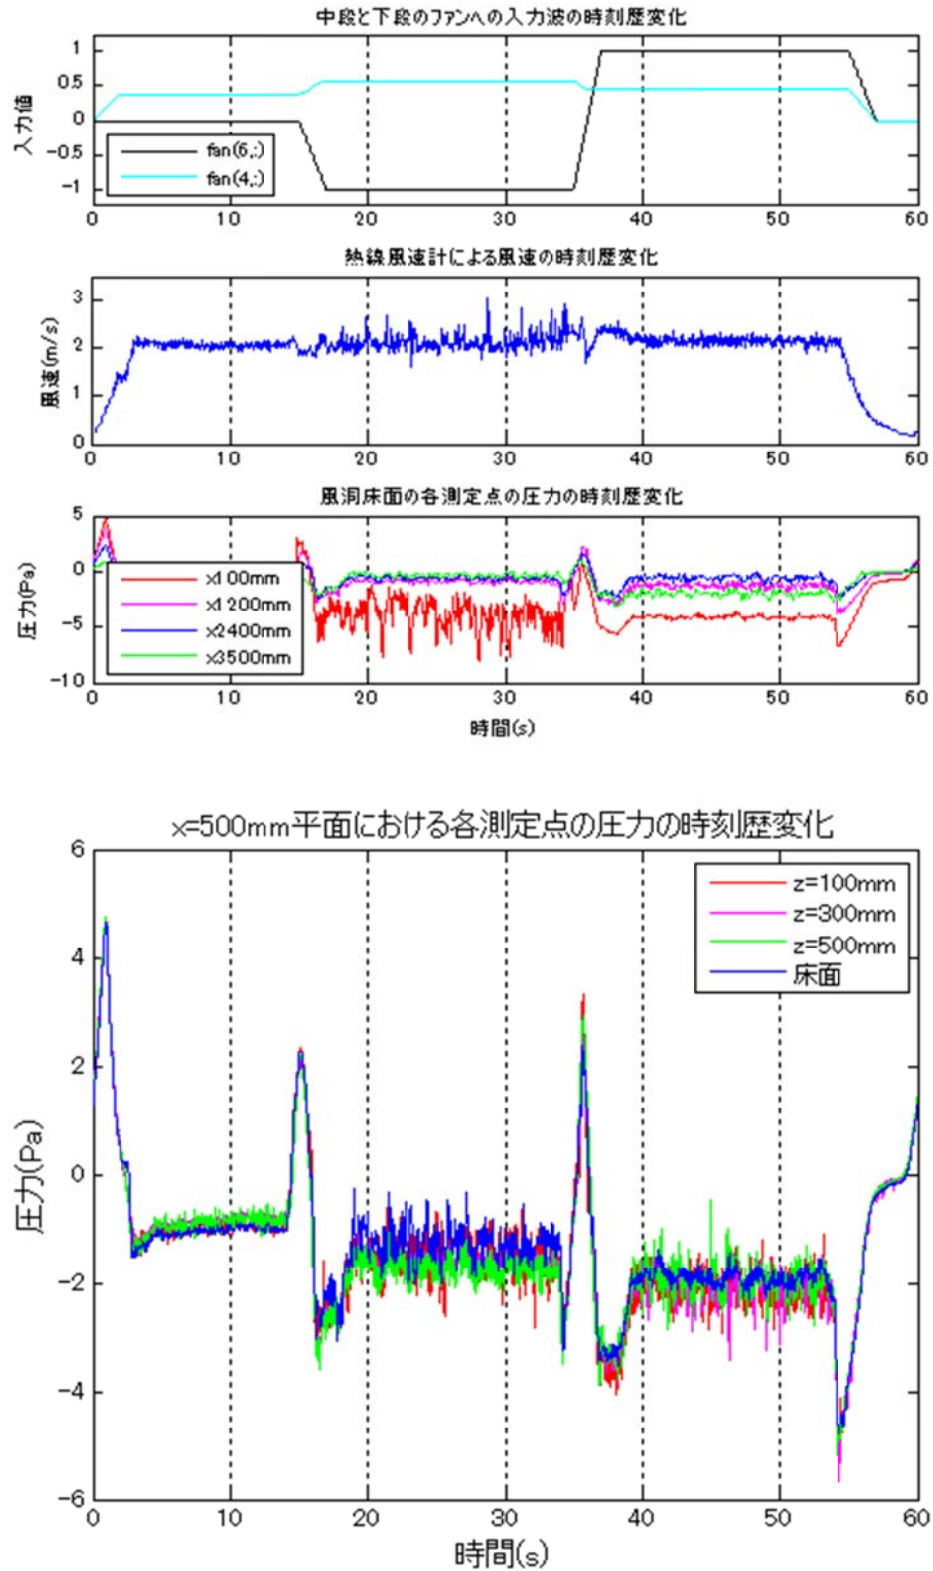 中段と下段のファンへの入力波の時刻歴変化
入力値
1
0.5
0
-0.5
-1
fan(6,:)
fan(4,:)
0 10 20 30 40 50 60
熱線風速計による風速の時刻歴変化
風速(m/s)
3
2
1
0
0 10 20 30 40 50 60
風洞床面の各測定点の圧力の時刻歴変化
圧力(Pa)
5
0
-5
-10
x100mm
x1200mm
x2400mm
x3500mm
0 10 20 30 40 50 60
時間(s)
x=500mm平面における各測定点の圧力の時刻歴変化
圧力(Pa)
6
4
2
0
-2
-4
-6
z=100mm
z=300mm
z=500mm
床面
0 10 20 30 40 50 60
時間(s)